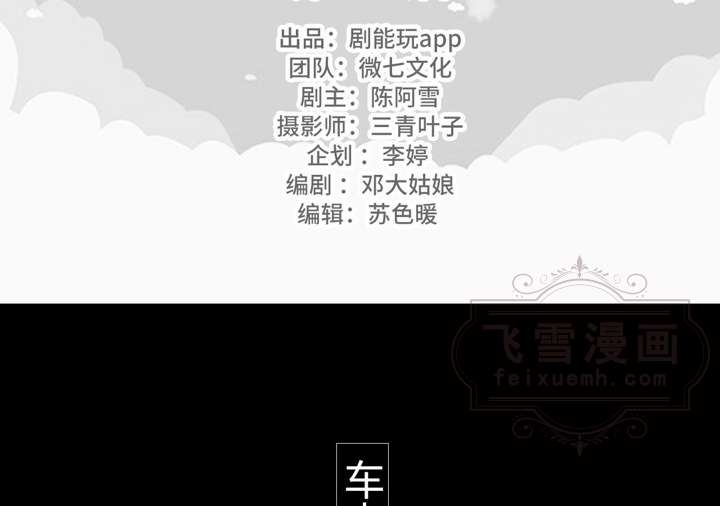 出品：剧能玩app
团队：微七文化
剧主：陈阿雪
摄影师：三青叶子
企划：李婷
编剧：邓大姑娘
编辑：苏色暖
飞雪漫画
feixuemh.com
车